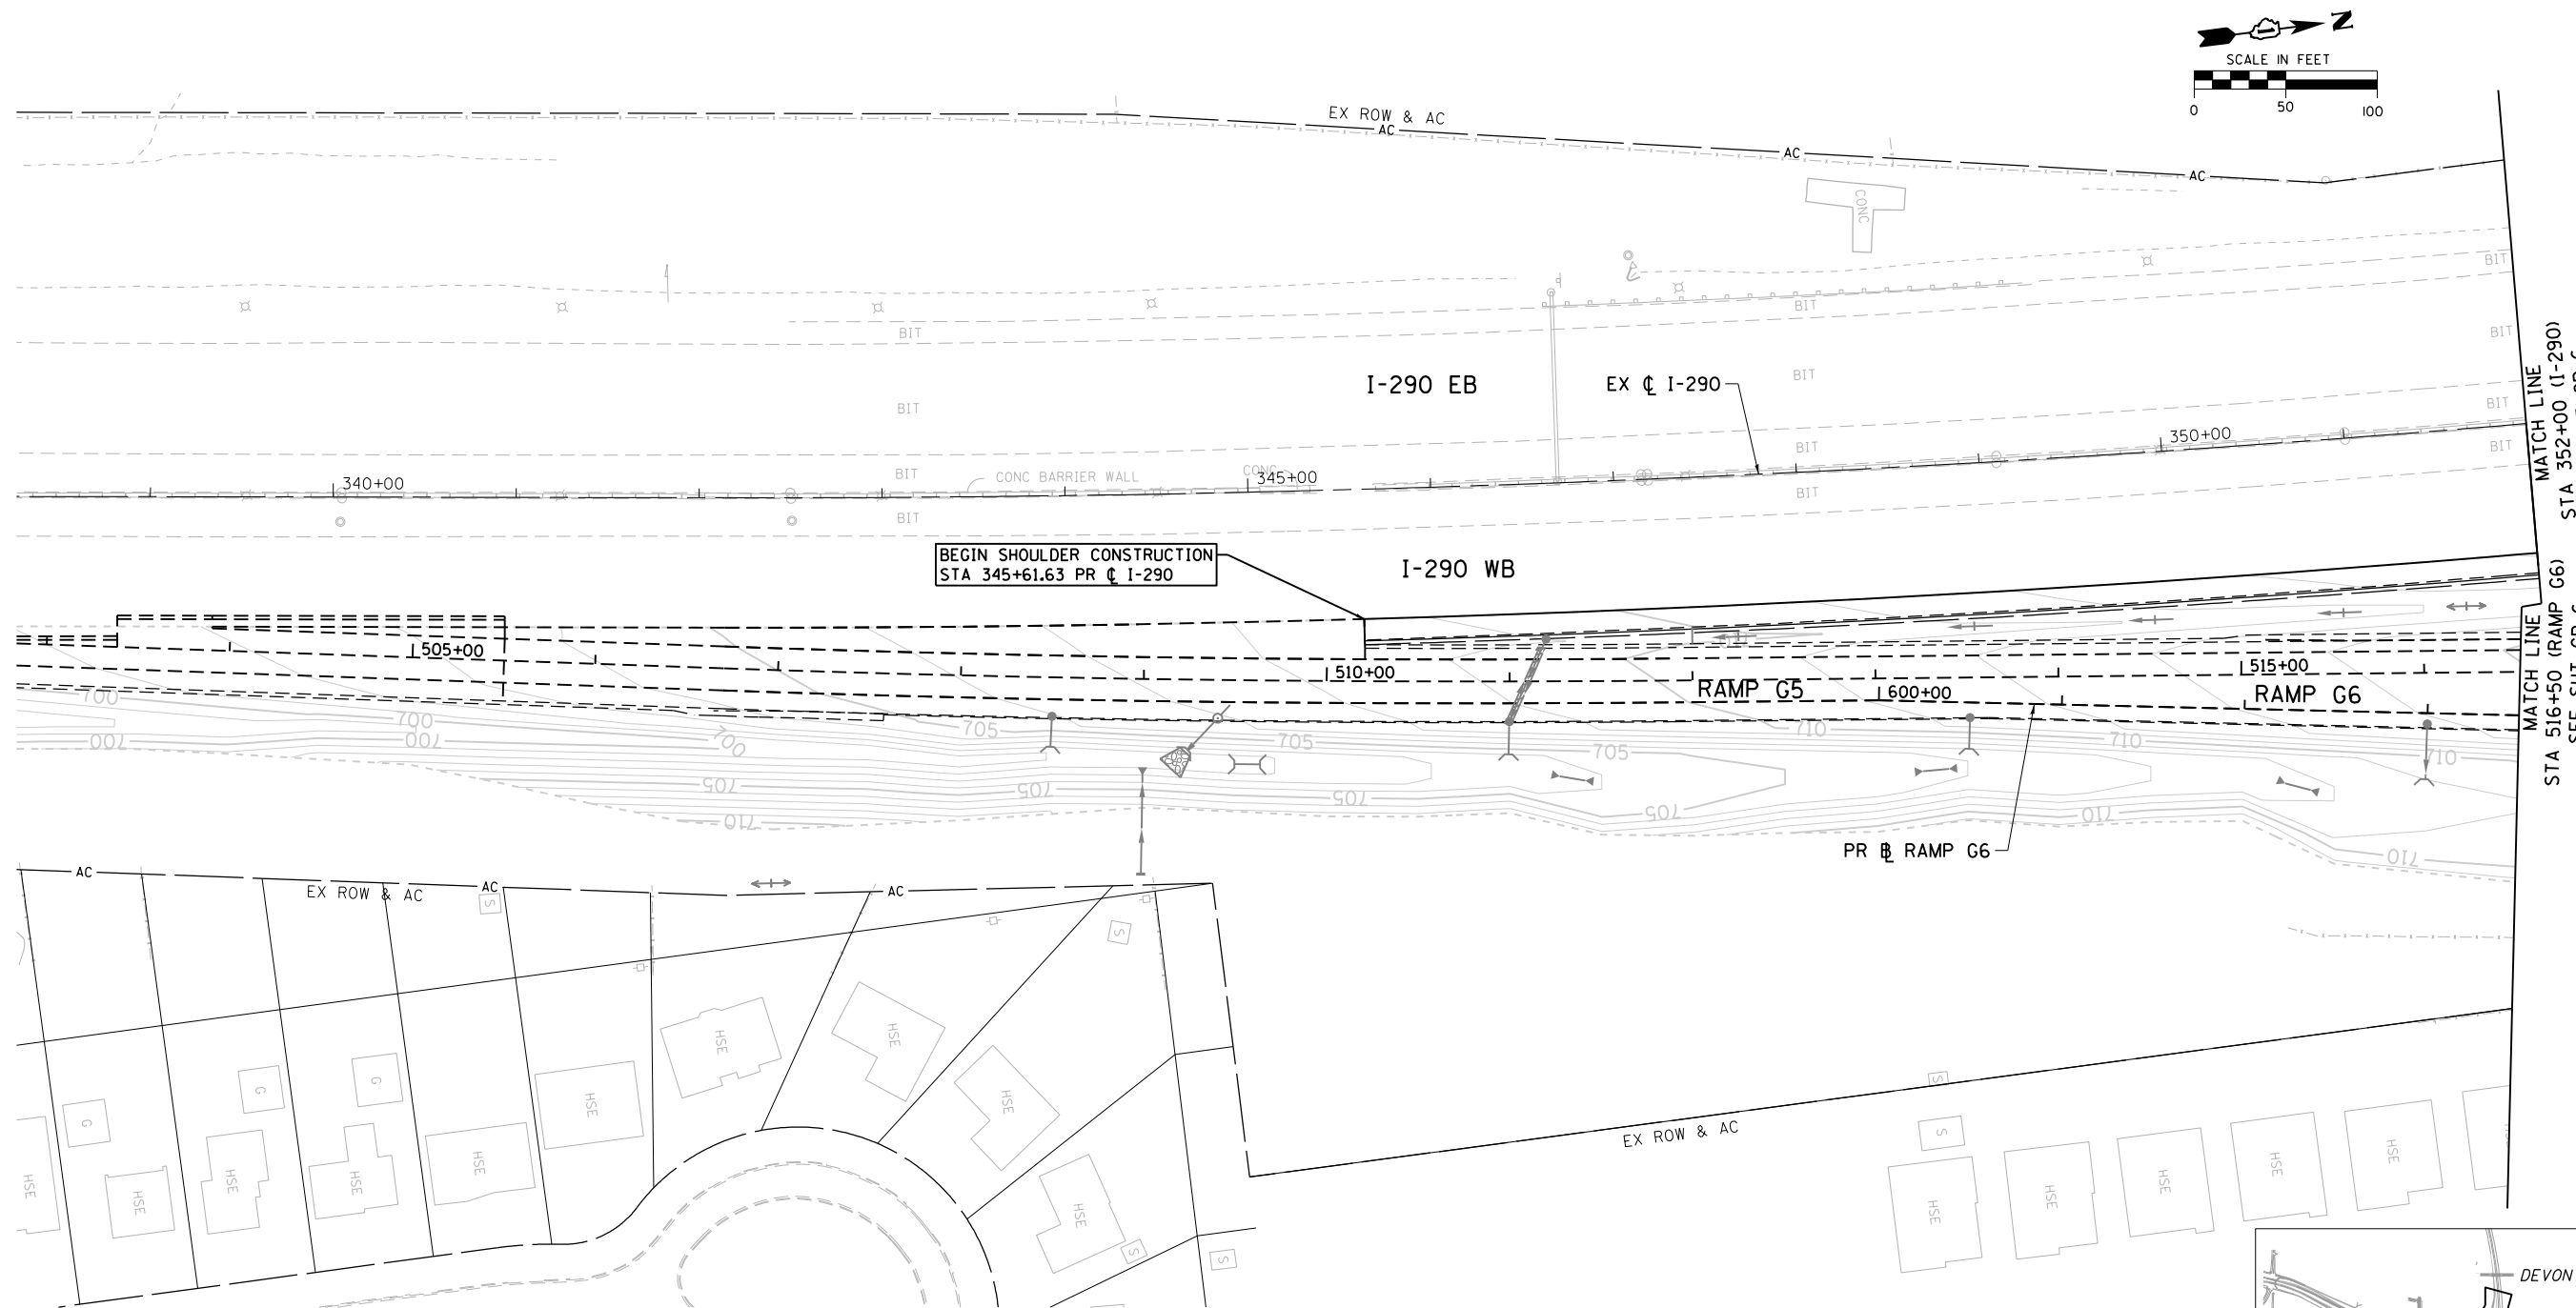 N
SCALE IN FEET
0 50 100
EX ROW & AC
AC
AC
AC
CONC
BIT
BIT
BIT
BIT
I-290 EB
EX ℄ I-290
BIT
BIT
BIT
BIT
BIT
350+00
BIT
BIT
CONC BARRIER WALL
CONC
345+00
340+00
BIT
BIT
MATCH LINE
STA 352+00 (I-290)
BEGIN SHOULDER CONSTRUCTION
STA 345+61.63 PR ℄ I-290
I-290 WB
505+00
510+00
515+00
RAMP G5
600+00
RAMP G6
MATCH LINE
STA 516+50 (RAMP G6)
700
700
700
700
700
705
705
705
710
710
710
705
705
705
705
710
710
710
PR ⅊ RAMP G6
AC
EX ROW & AC
AC
AC
S
S
HSE
HSE
HSE
HSE
G
G
G
HSE
HSE
HSE
HSE
HSE
HSE
S
S
EX ROW & AC
S
S
HSE
HSE
HSE
HSE
HSE
DEVON